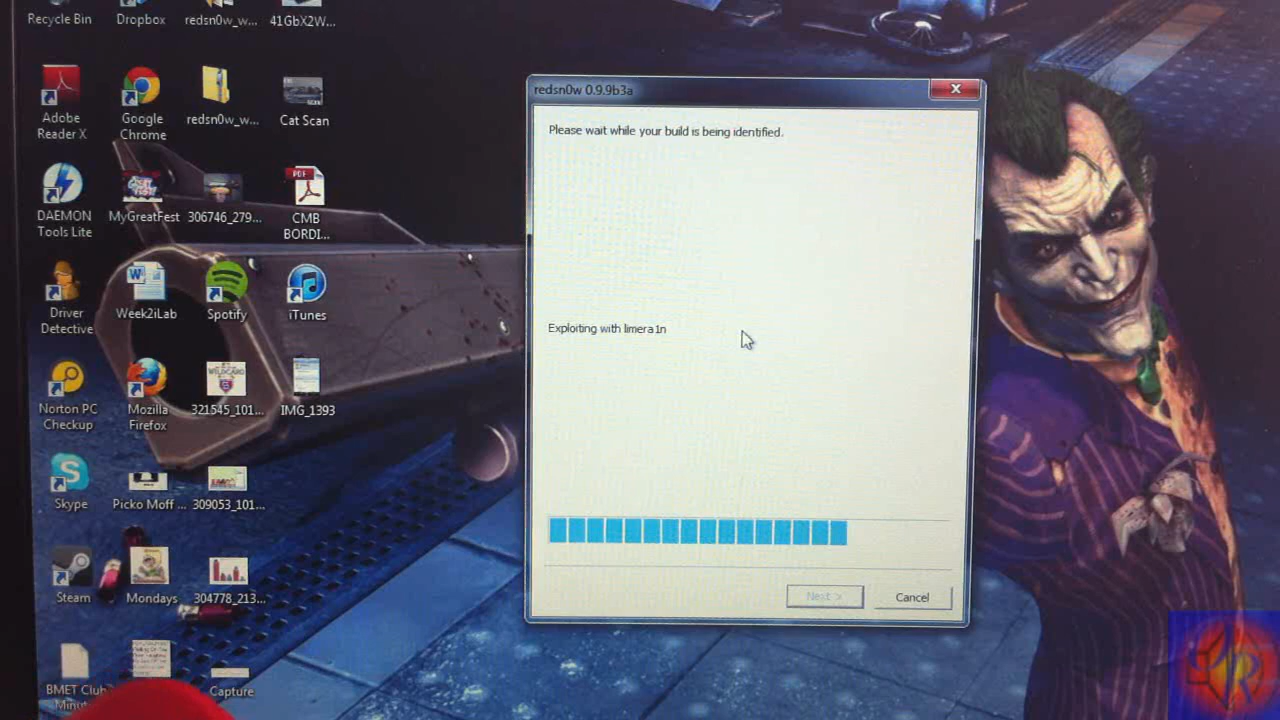 Recycle Bin
Dropbox
redsn0w_w...
41GbX2W...
Adobe
Reader X
Google
Chrome
redsn0w_w...
Cat Scan
DAEMON
Tools Lite
MyGreatFest
306746_279...
PDF
CMB
BORDI...
Driver
Detective
Week2iLab
Spotify
iTunes
Norton PC
Checkup
Mozilla
Firefox
321545_101...
IMG_1393
Skype
Picko Moff ...
309053_101...
Steam
Mondays
304778_213...
BMET Club
Minut
Capture
redsn0w 0.9.9b3a
Please wait while your build is being identified.
Exploiting with limera1n
Next >
Cancel